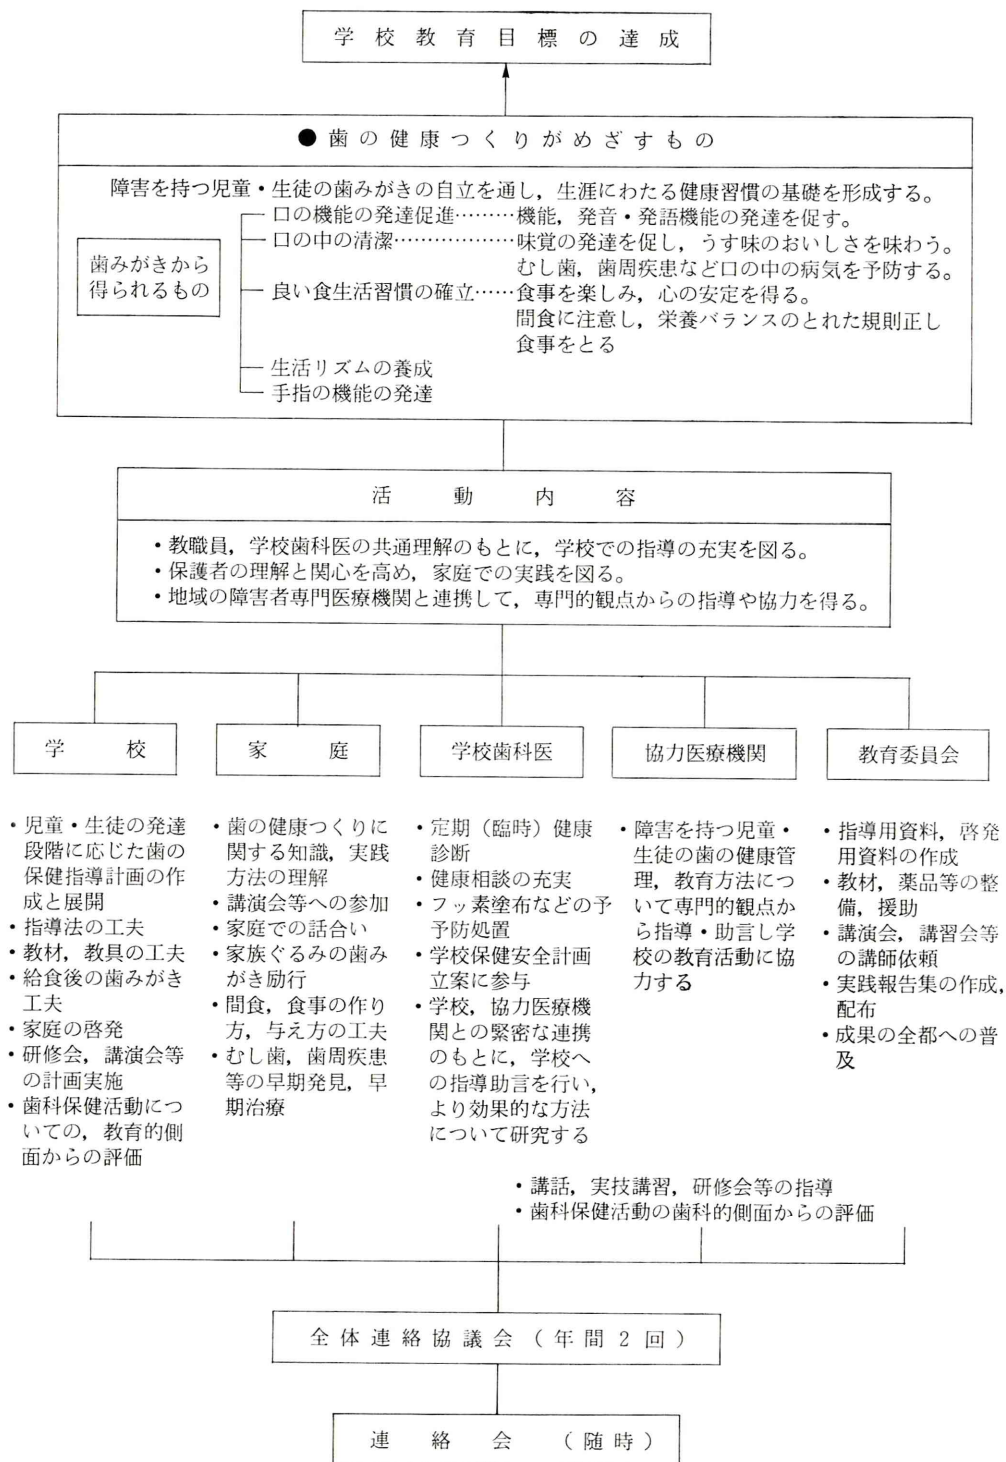 学校教育目標の達成
●歯の健康つくりがめざすもの
障害を持つ児童・生徒の歯みがきの自立を通し，生涯にわたる健康習慣の基礎を形成する。
歯みがきから
得られるもの
口の機能の発達促進………機能，発音・発語機能の発達を促す。
口の中の清潔………………味覚の発達を促し，うす味のおいしさを味わう。
むし歯，歯周疾患など口の中の病気を予防する。
良い食生活習慣の確立……食事を楽しみ，心の安定を得る。
間食に注意し，栄養バランスのとれた規則正し
食事をとる
生活リズムの養成
手指の機能の発達
活動内容
・教職員，学校歯科医の共通理解のもとに，学校での指導の充実を図る。
・保護者の理解と関心を高め，家庭での実践を図る。
・地域の障害者専門医療機関と連携して，専門的観点からの指導や協力を得る。
学校
・児童・生徒の発達
段階に応じた歯の
保健指導計画の作
成と展開
・指導法の工夫
・教材，教具の工夫
・給食後の歯みがき
工夫
・家庭の啓発
・研修会，講演会等
の計画実施
・歯科保健活動につ
いての，教育的側
面からの評価
家庭
・歯の健康つくりに
関する知識，実践
方法の理解
・講演会等への参加
・家庭での話合い
・家族ぐるみの歯み
がき励行
・間食，食事の作り
方，与え方の工夫
・むし歯，歯周疾患
等の早期発見，早
期治療
学校歯科医
・定期（臨時）健康
診断
・健康相談の充実
・フッ素塗布などの予
予防処置
・学校保健安全計画
立案に参与
・学校，協力医療機
関との緊密な連携
のもとに，学校へ
の指導助言を行い，
より効果的な方法
について研究する
協力医療機関
・障害を持つ児童・
生徒の歯の健康管
理，教育方法につ
いて専門的観点か
ら指導・助言し学
校の教育活動に協
力する
・講話，実技講習，研修会等の指導
・歯科保健活動の歯科的側面からの評価
教育委員会
・指導用資料，啓発
用資料の作成
・教材，薬品等の整
備，援助
・講演会，講習会等
の講師依頼
・実践報告集の作成，
配布
・成果の全都への普
及
全体連絡協議会（年間2回）
連絡会（随時）